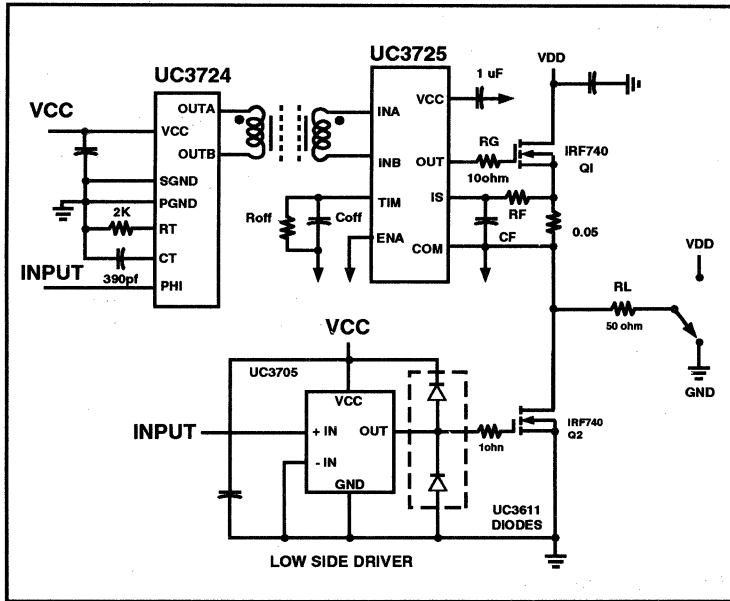 UC3724
VCC
OUTA
VCC
OUTB
SGND
PGND
2K
RT
CT
INPUT
390pf
PHI
UC3725
INA
VCC
1 uF
INB
OUT
TIM
IS
ENA
COM
Roff
Coff
VDD
RG
10ohm
IRF740
Q1
RF
0.05
CF
VDD
RL
50 ohm
GND
VCC
UC3705
VCC
INPUT
+ IN
OUT
- IN
GND
1ohn
IRF740
Q2
UC3611
DIODES
LOW SIDE DRIVER